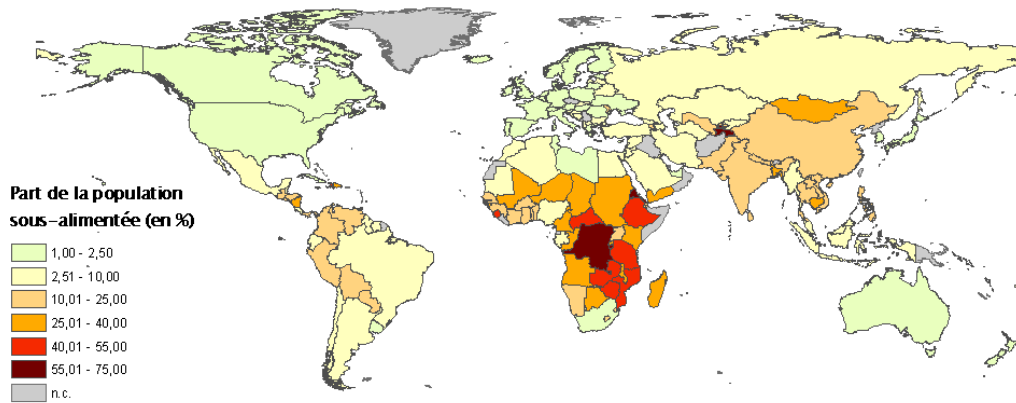 Part de la population
sous-alimentée (en %)
1,00 - 2,50
2,51 - 10,00
10,01 - 25,00
25,01 - 40,00
40,01 - 55,00
55,01 - 75,00
n.c.